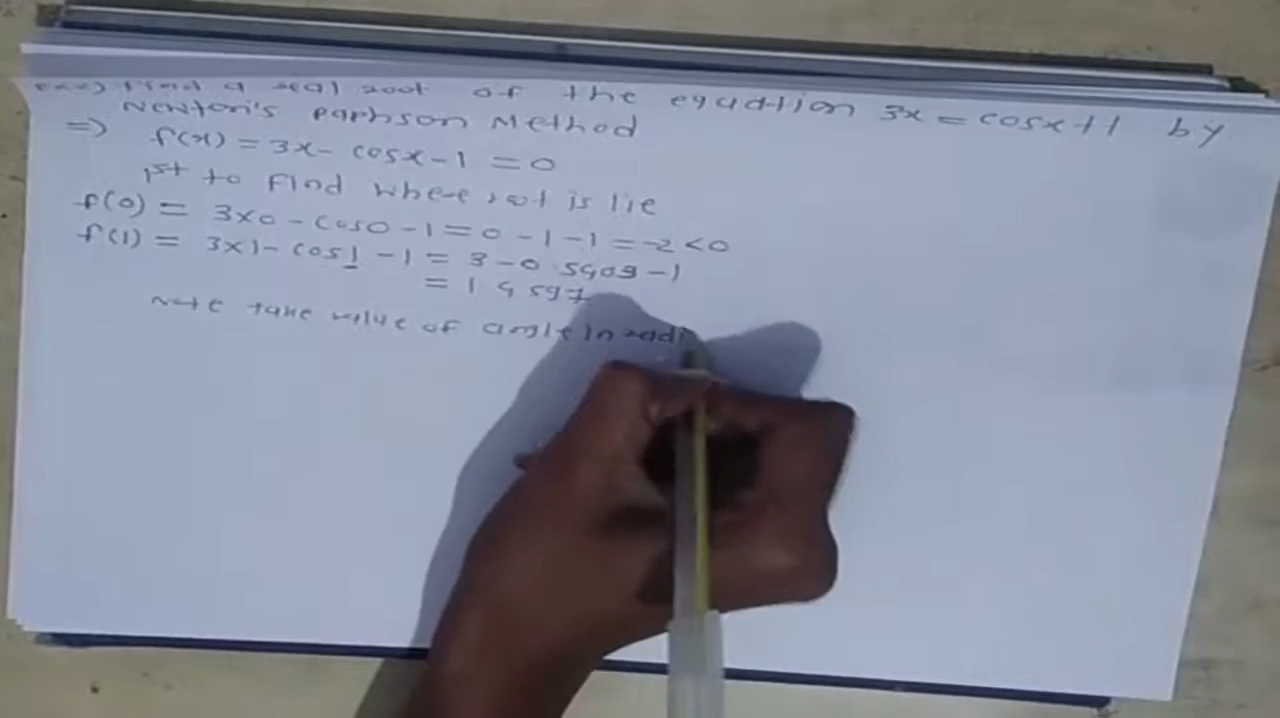 find a real root of the equation 3x = cosx+1 by
Newton's Raphson Method
=> f(x) = 3x - cosx - 1 = 0
1st to Find where root is lie
f(0) = 3x0 - cos0 - 1 = 0 - 1 - 1 = -2 < 0
f(1) = 3x1 - cos1 - 1 = 3 - 0.5403 - 1
= 1.4597
Note take value of angle in radi